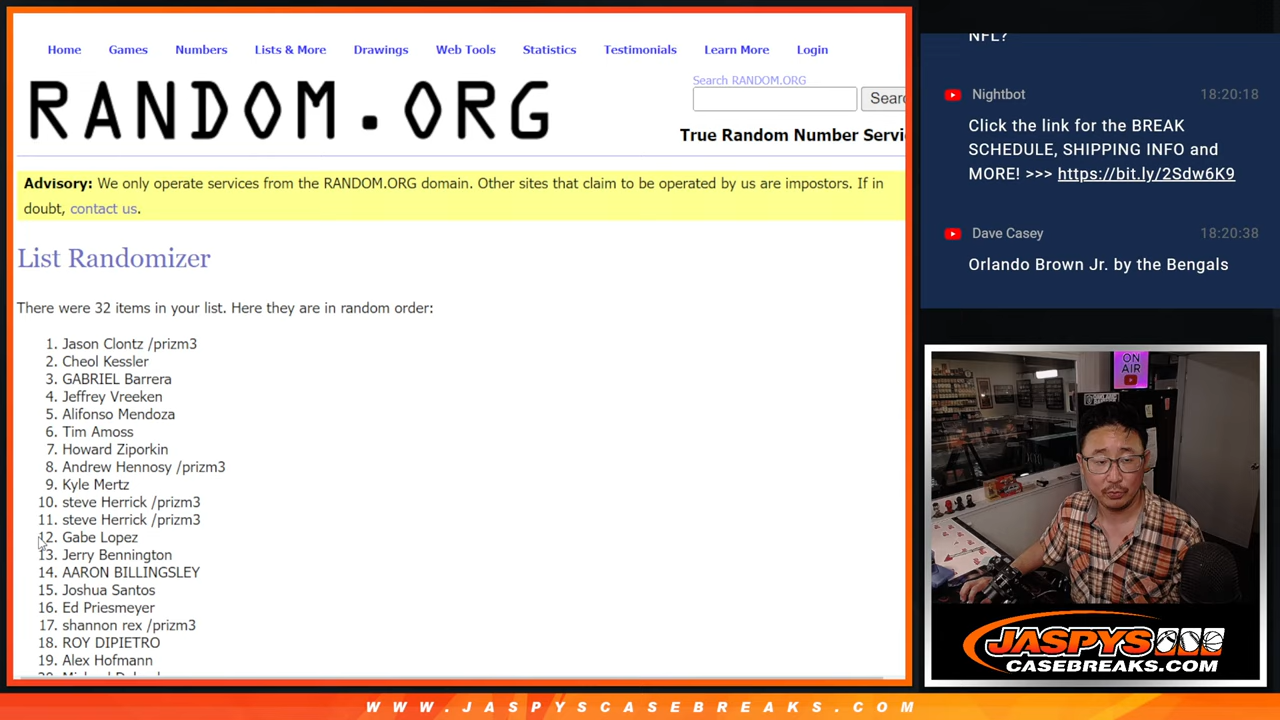 Home Games Numbers Lists & More Drawings Web Tools Statistics Testimonials Learn More Login
RANDOM.ORG
Search RANDOM.ORG
Searc
True Random Number Servi
Advisory: We only operate services from the RANDOM.ORG domain. Other sites that claim to be operated by us are impostors. If in
doubt, contact us.
List Randomizer
There were 32 items in your list. Here they are in random order:
1. Jason Clontz /prizm3
2. Cheol Kessler
3. GABRIEL Barrera
4. Jeffrey Vreeken
5. Alifonso Mendoza
6. Tim Amoss
7. Howard Ziporkin
8. Andrew Hennosy /prizm3
9. Kyle Mertz
10. steve Herrick /prizm3
11. steve Herrick /prizm3
12. Gabe Lopez
13. Jerry Bennington
14. AARON BILLINGSLEY
15. Joshua Santos
16. Ed Priesmeyer
17. shannon rex /prizm3
18. ROY DIPIETRO
19. Alex Hofmann
NFL?
Nightbot 18:20:18
Click the link for the BREAK
SCHEDULE, SHIPPING INFO and
MORE! >>> https://bit.ly/2Sdw6K9
Dave Casey 18:20:38
Orlando Brown Jr. by the Bengals
ON
AIR
JASPYS
CASEBREAKS.COM
WWW.JASPYSCASEBREAKS.COM